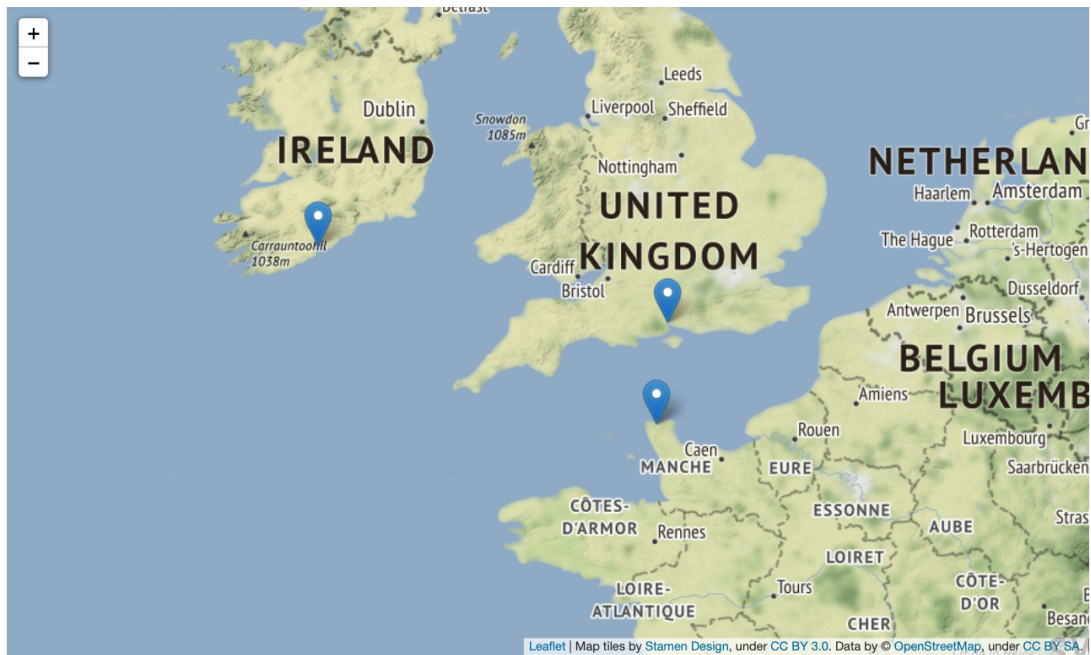 +
−
Belfast
Leeds
Liverpool
Sheffield
Dublin
Snowdon
1085m
IRELAND
Nottingham
NETHERLAN
Haarlem
Amsterdam
UNITED
KINGDOM
The Hague
Rotterdam
's-Hertogen
Carrauntoohil
1038m
Cardiff
Bristol
Dusseldorf
Antwerpen
Brussels
BELGIUM
LUXEMB
Amiens
Rouen
Luxembourg
Caen
MANCHE
EURE
Saarbrücken
CÔTES-
D'ARMOR
ESSONNE
AUBE
Stras
Rennes
LOIRET
LOIRE-
ATLANTIQUE
Tours
CÔTE-
D'OR
CHER
Besan
Leaflet | Map tiles by Stamen Design, under CC BY 3.0. Data by © OpenStreetMap, under CC BY SA.